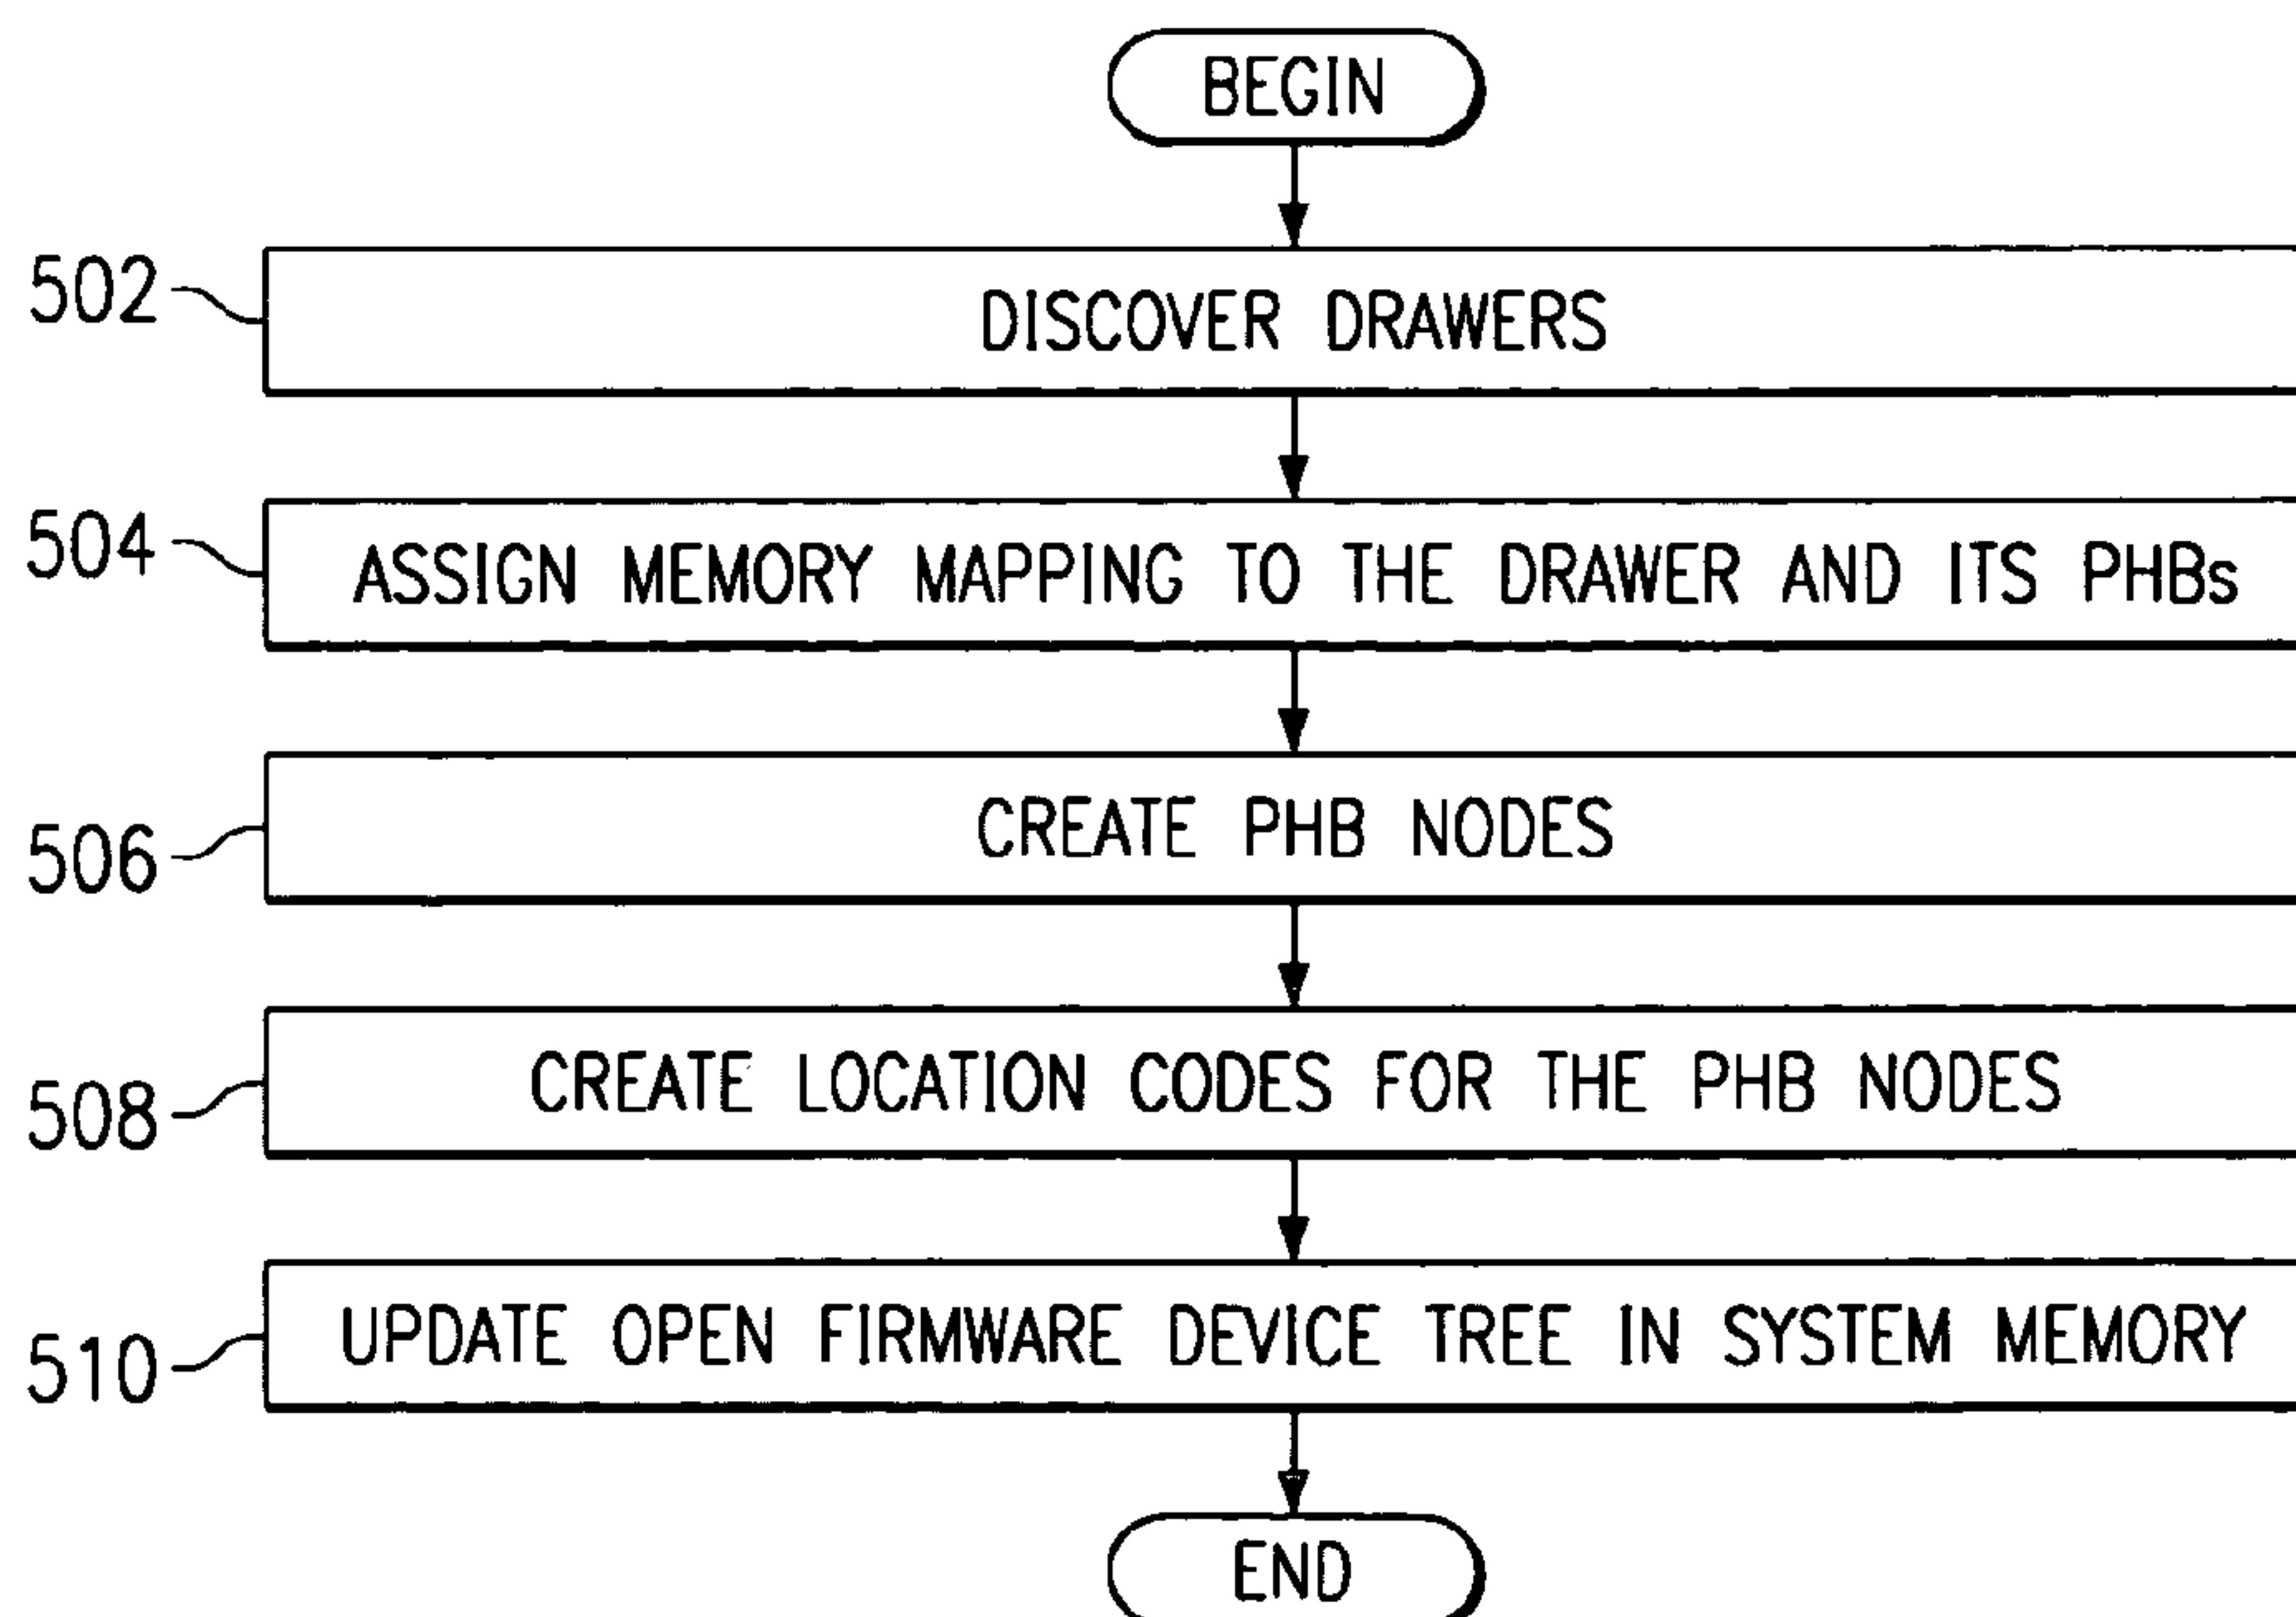 BEGIN
502
DISCOVER DRAWERS
504
ASSIGN MEMORY MAPPING TO THE DRAWER AND ITS PHBs
506
CREATE PHB NODES
508
CREATE LOCATION CODES FOR THE PHB NODES
510
UPDATE OPEN FIRMWARE DEVICE TREE IN SYSTEM MEMORY
END